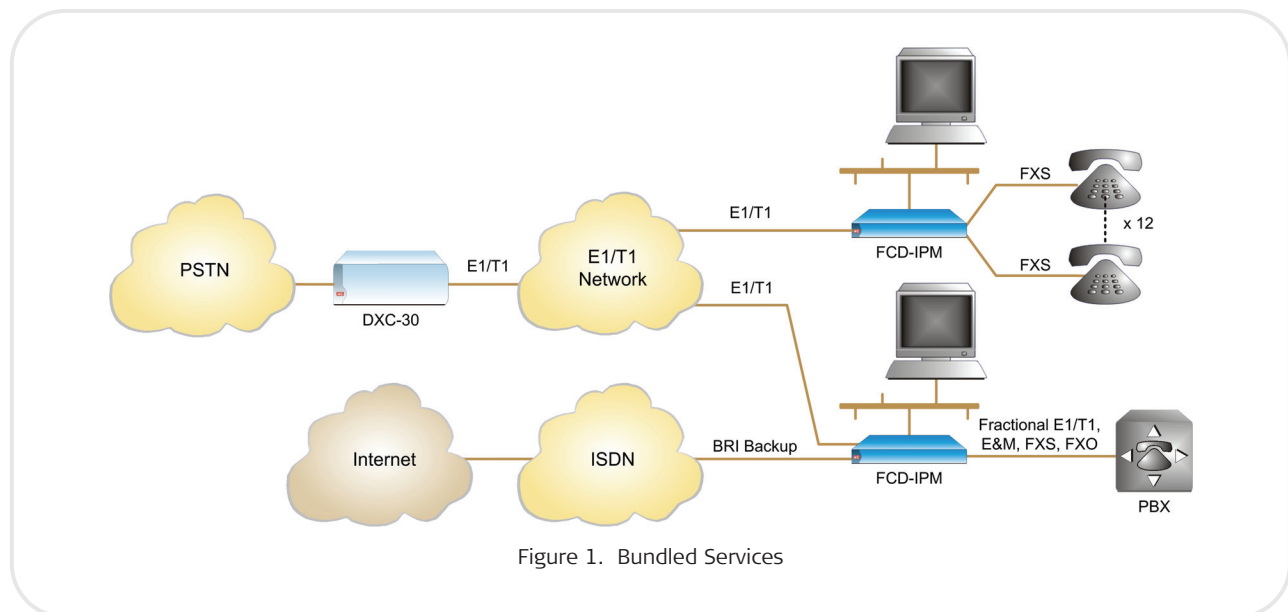 PSTN
DXC-30
E1/T1
E1/T1
Network
E1/T1
E1/T1
FCD-IPM
FXS
FXS
x 12
Internet
ISDN
BRI Backup
FCD-IPM
Fractional E1/T1,
E&M, FXS, FXO
PBX
Figure 1. Bundled Services